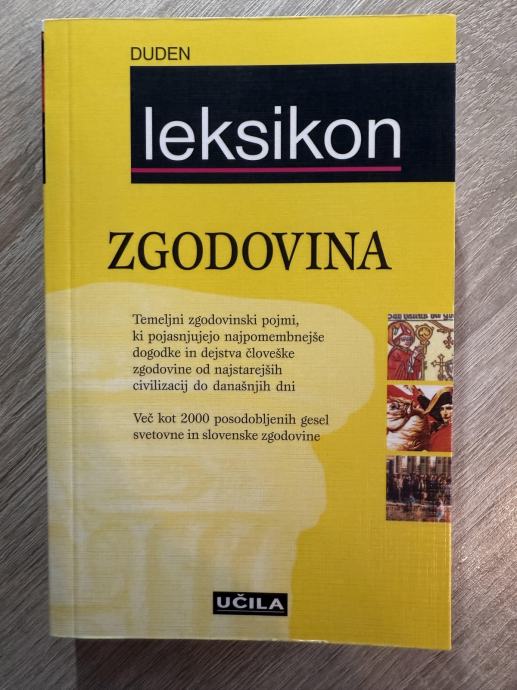 DUDEN
leksikon
ZGODOVINA
Temeljni zgodovinski pojmi,
ki pojasnjujejo najpomembnejše
dogodke in dejstva človeške
zgodovine od najstarejših
civilizacij do današnjih dni
Več kot 2000 posodobljenih gesel
svetovne in slovenske zgodovine
UČILA